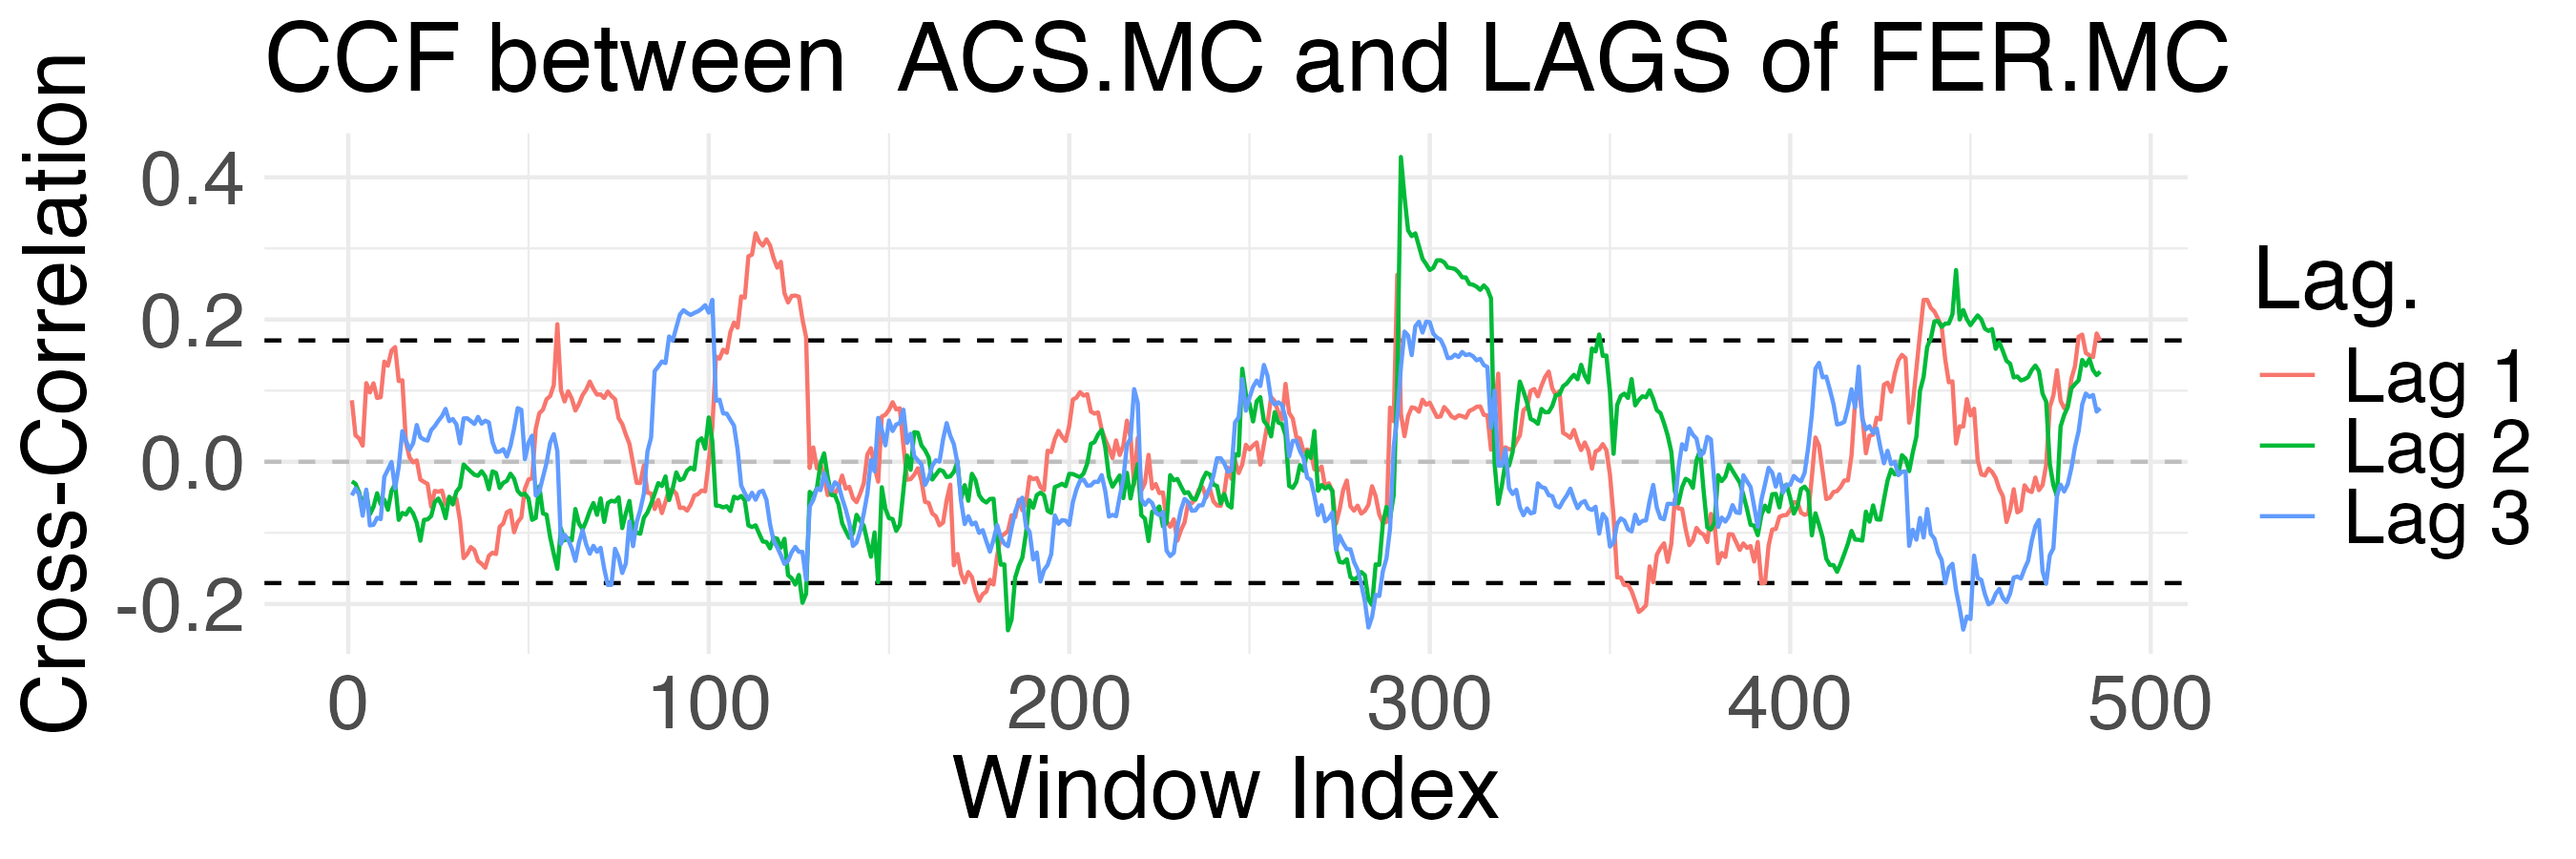 CCF between  ACS.MC and LAGS of FER.MC
Cross-Correlation
0.4
0.2
0.0
-0.2
0 100 200 300 400 500
Window Index
Lag.
Lag 1
Lag 2
Lag 3